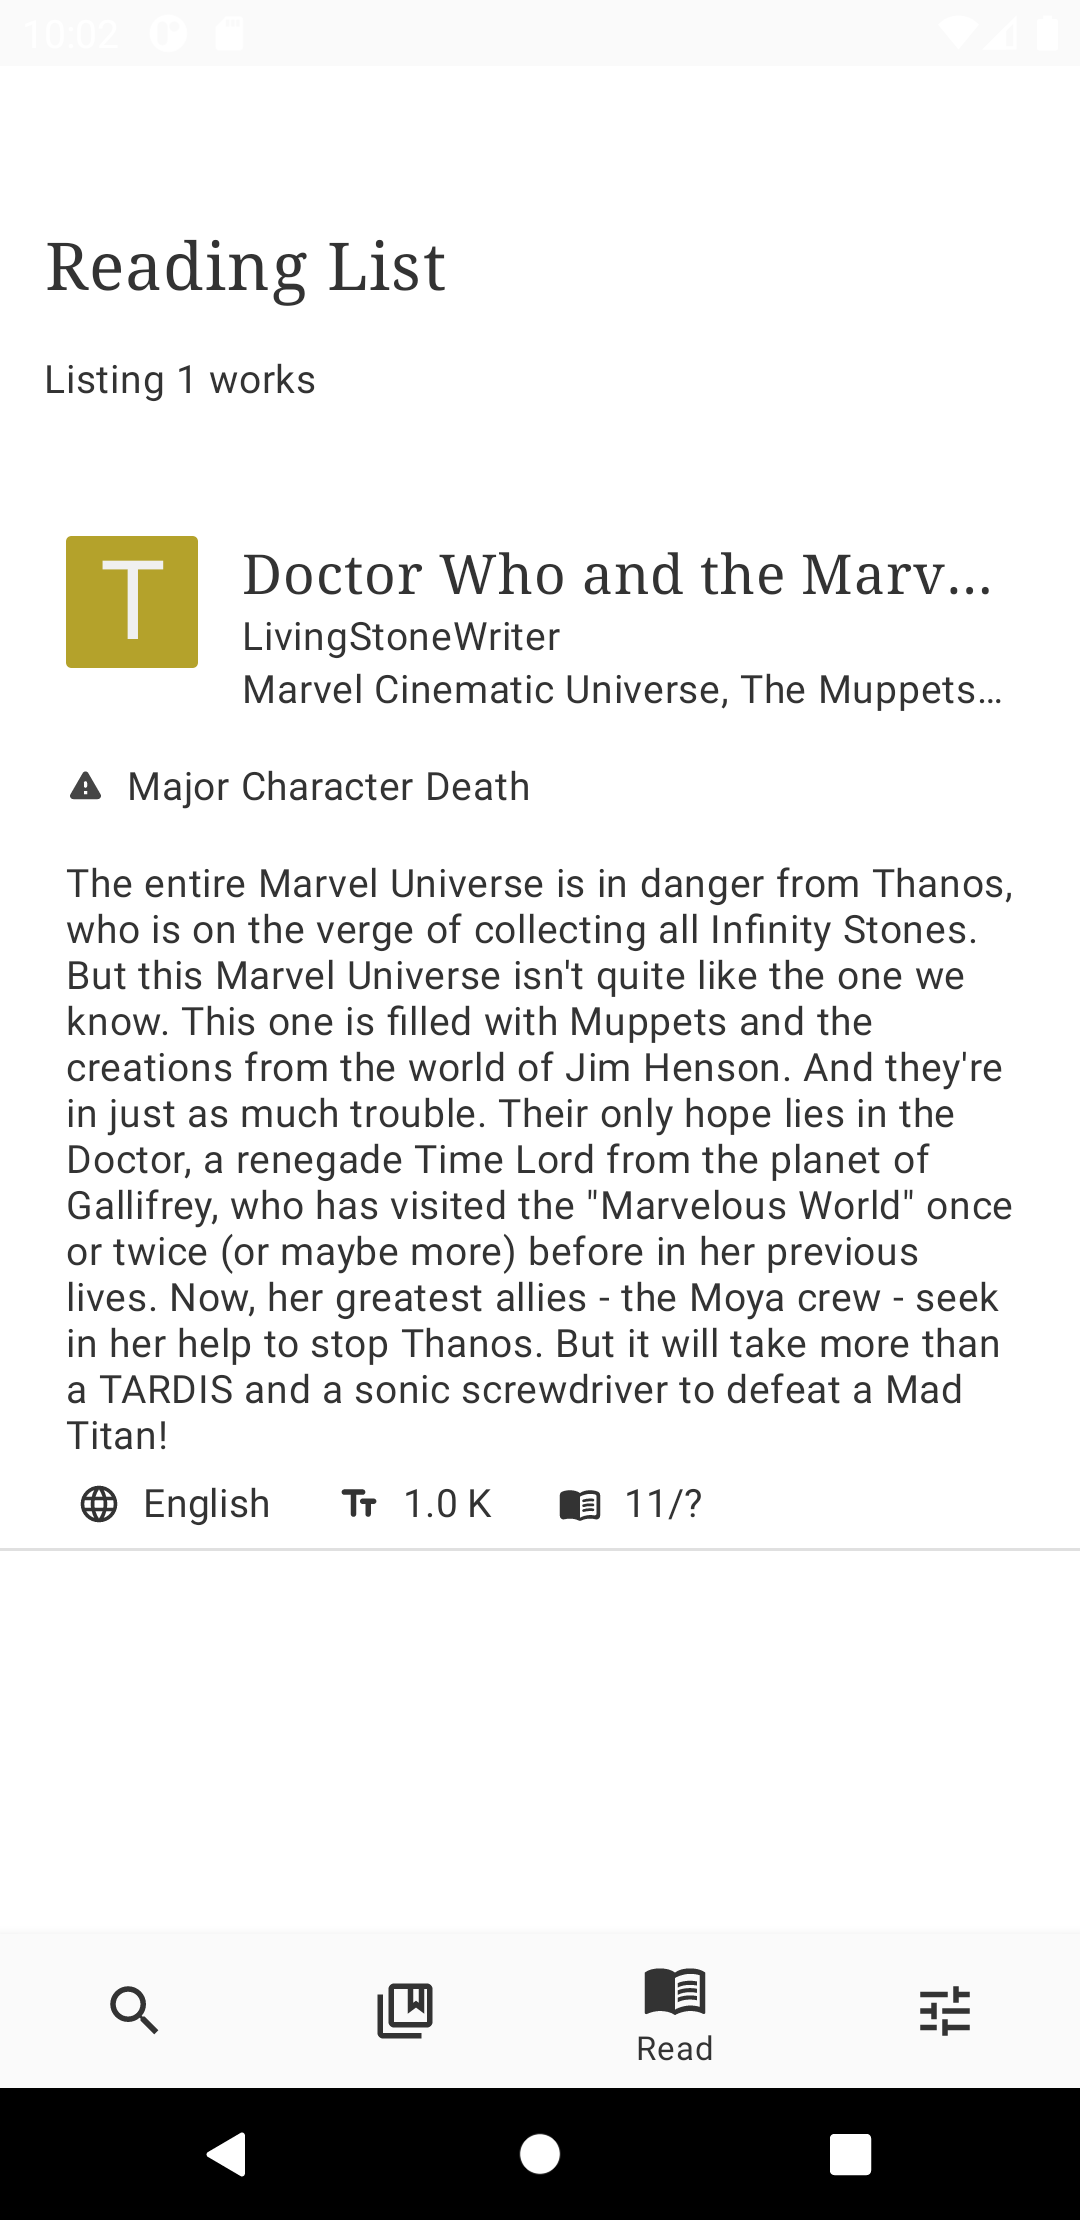 10:02
Reading List
Listing 1 works
T
Doctor Who and the Marv...
LivingStoneWriter
Marvel Cinematic Universe, The Muppets...
Major Character Death
The entire Marvel Universe is in danger from Thanos,
who is on the verge of collecting all Infinity Stones.
But this Marvel Universe isn't quite like the one we
know. This one is filled with Muppets and the
creations from the world of Jim Henson. And they're
in just as much trouble. Their only hope lies in the
Doctor, a renegade Time Lord from the planet of
Gallifrey, who has visited the "Marvelous World" once
or twice (or maybe more) before in her previous
lives. Now, her greatest allies - the Moya crew - seek
in her help to stop Thanos. But it will take more than
a TARDIS and a sonic screwdriver to defeat a Mad
Titan!
English Tт 1.0 K 11/?
Read